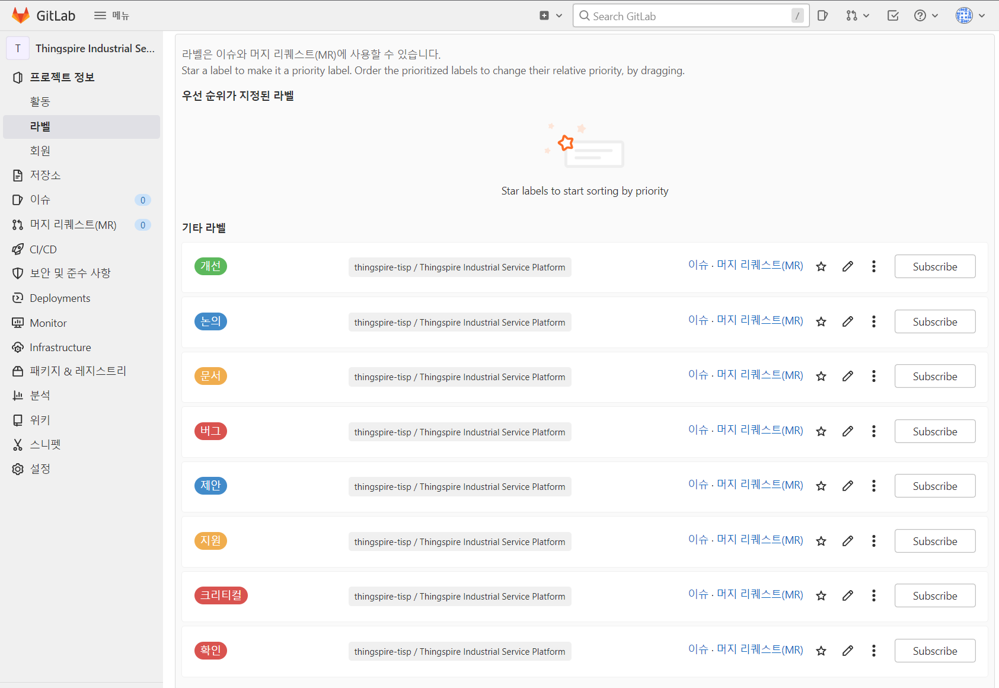 GitLab
메뉴
Search GitLab
/
T
Thingspire Industrial Se...
프로젝트 정보
활동
라벨
회원
저장소
이슈
0
머지 리퀘스트(MR)
0
CI/CD
보안 및 준수 사항
Deployments
Monitor
Infrastructure
패키지 & 레지스트리
분석
위키
스니펫
설정
라벨은 이슈와 머지 리퀘스트(MR)에 사용할 수 있습니다.
Star a label to make it a priority label. Order the prioritized labels to change their relative priority, by dragging.
우선 순위가 지정된 라벨
Star labels to start sorting by priority
기타 라벨
개선 thingspire-tisp / Thingspire Industrial Service Platform 이슈 · 머지 리퀘스트(MR) Subscribe
논의 thingspire-tisp / Thingspire Industrial Service Platform 이슈 · 머지 리퀘스트(MR) Subscribe
문서 thingspire-tisp / Thingspire Industrial Service Platform 이슈 · 머지 리퀘스트(MR) Subscribe
버그 thingspire-tisp / Thingspire Industrial Service Platform 이슈 · 머지 리퀘스트(MR) Subscribe
제안 thingspire-tisp / Thingspire Industrial Service Platform 이슈 · 머지 리퀘스트(MR) Subscribe
지원 thingspire-tisp / Thingspire Industrial Service Platform 이슈 · 머지 리퀘스트(MR) Subscribe
크리티컬 thingspire-tisp / Thingspire Industrial Service Platform 이슈 · 머지 리퀘스트(MR) Subscribe
확인 thingspire-tisp / Thingspire Industrial Service Platform 이슈 · 머지 리퀘스트(MR) Subscribe